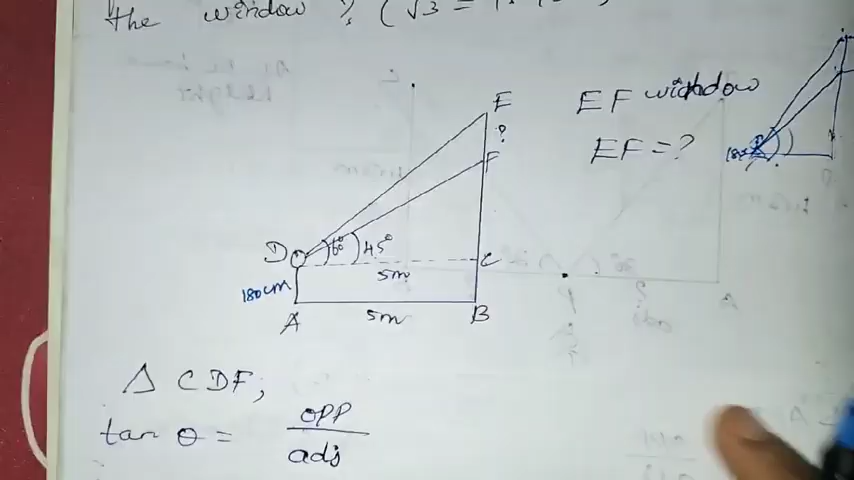 the window ? (√3 =
E
?
F
EF window
EF = ?
D 60° 45°
C
5m
180cm
A 5m B
△ CDF,
tan θ = opp
adj